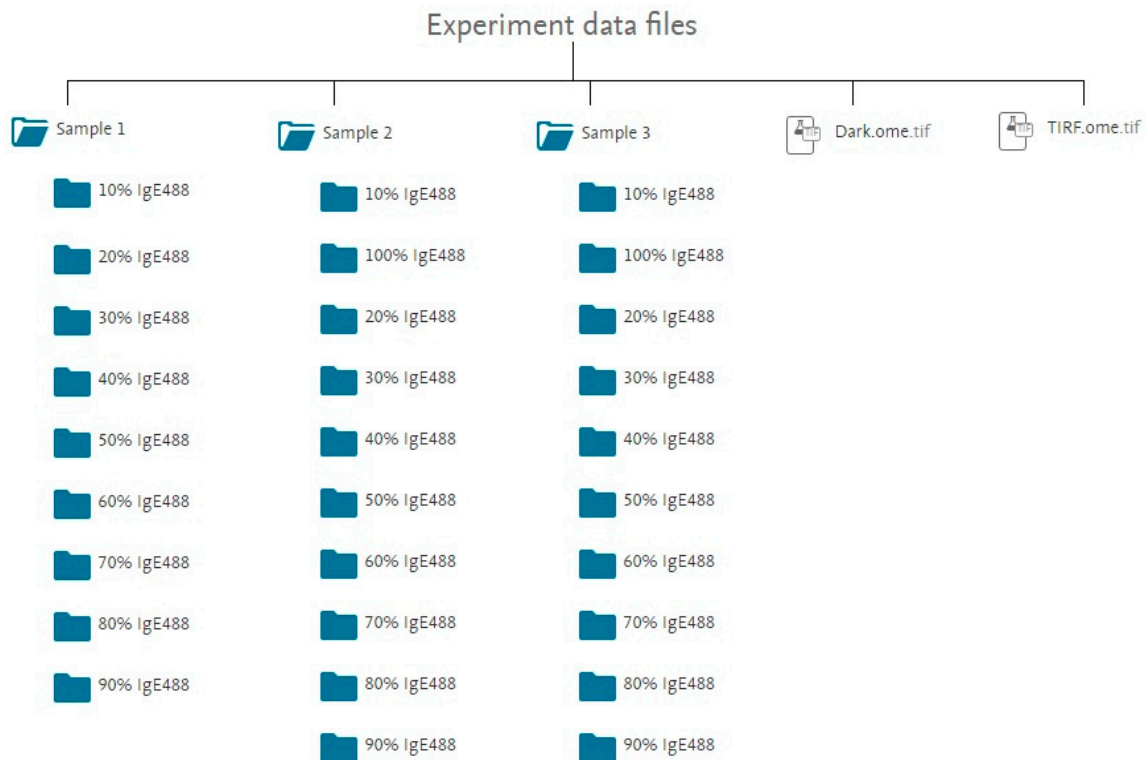 Experiment data files
Sample 1
Sample 2
Sample 3
TIF
Dark.ome.tif
TIF
TIRF.ome.tif
10% IgE488
10% IgE488
10% IgE488
20% IgE488
100% IgE488
100% IgE488
30% IgE488
20% IgE488
20% IgE488
40% IgE488
30% IgE488
30% IgE488
50% IgE488
40% IgE488
40% IgE488
60% IgE488
50% IgE488
50% IgE488
70% IgE488
60% IgE488
60% IgE488
80% IgE488
70% IgE488
70% IgE488
90% IgE488
80% IgE488
80% IgE488
90% IgE488
90% IgE488